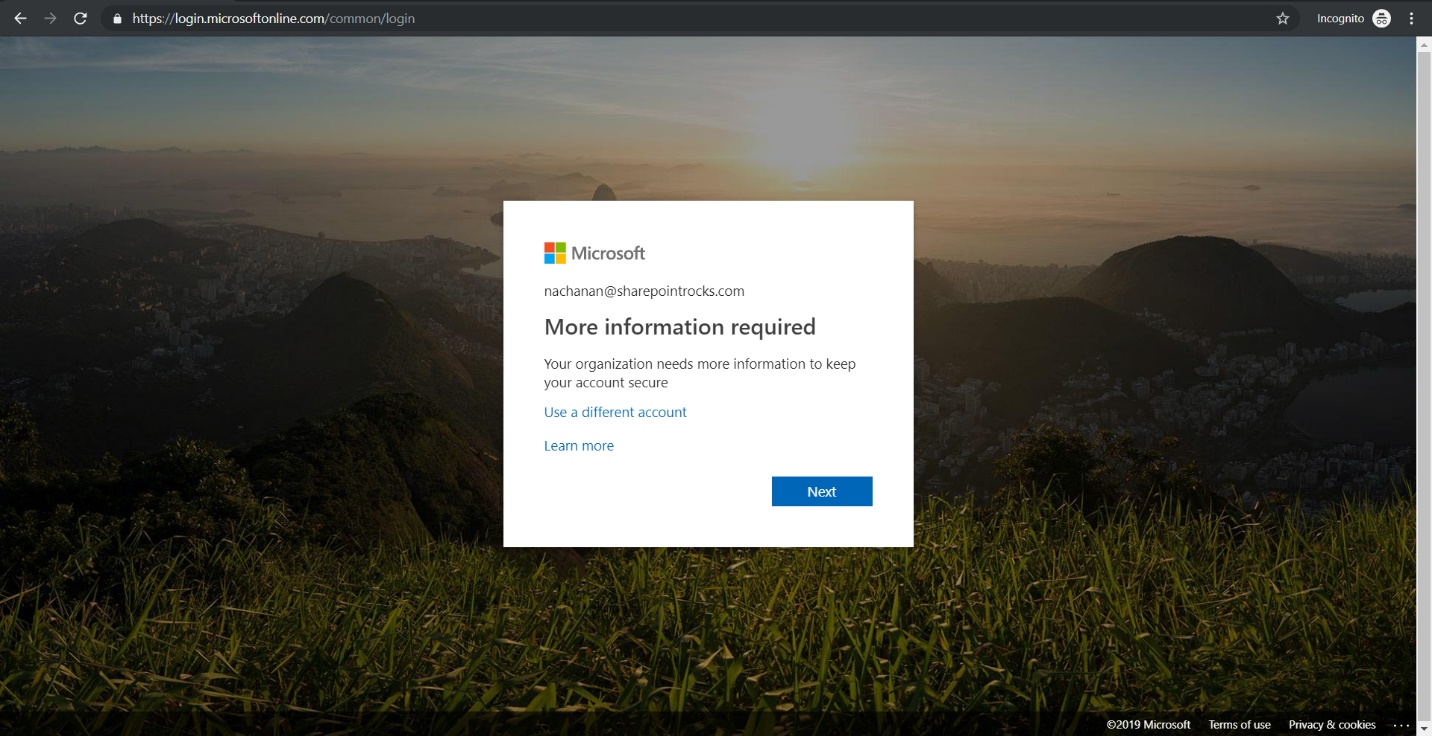 https://login.microsoftonline.com/common/login
Incognito
Microsoft
nachanan@sharepointrocks.com
More information required
Your organization needs more information to keep
your account secure
Use a different account
Learn more
Next
©2019 Microsoft Terms of use Privacy & cookies ...